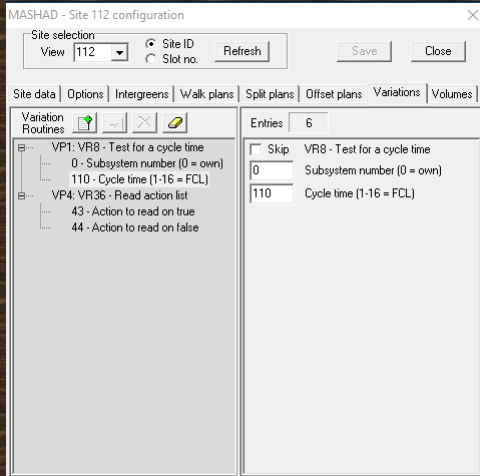 MASHAD - Site 112 configuration
Site selection
View 112 Site ID Slot no. Refresh Save Close
Site data Options Intergreens Walk plans Split plans Offset plans Variations Volumes
Variation Routines
VP1: VR8 - Test for a cycle time
0 - Subsystem number (0 = own)
110 - Cycle time (1-16 = FCL)
VP4: VR36 - Read action list
43 - Action to read on true
44 - Action to read on false
Entries 6
Skip VR8 - Test for a cycle time
0 Subsystem number (0 = own)
110 Cycle time (1-16 = FCL)